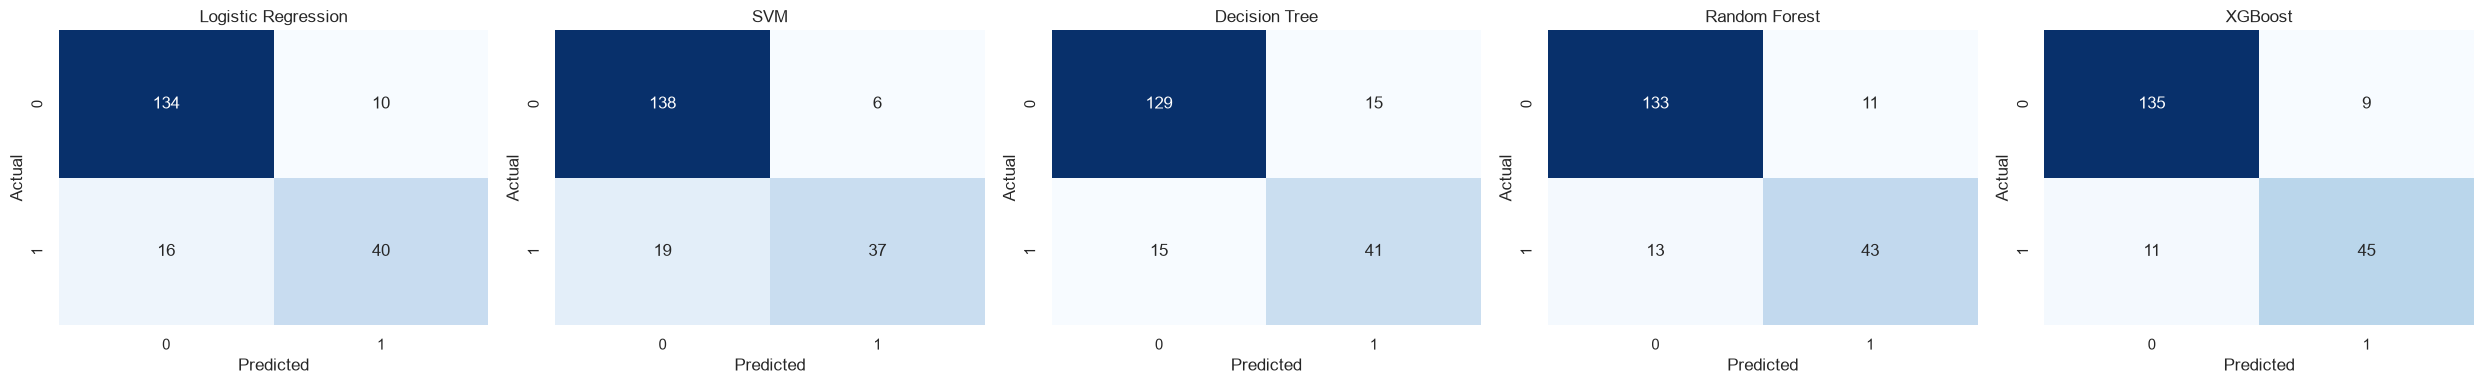 Logistic Regression
0
134
10
Actual
1
16
40
0
1
Predicted
SVM
0
138
6
Actual
1
19
37
0
1
Predicted
Decision Tree
0
129
15
Actual
1
15
41
0
1
Predicted
Random Forest
0
133
11
Actual
1
13
43
0
1
Predicted
XGBoost
0
135
9
Actual
1
11
45
0
1
Predicted